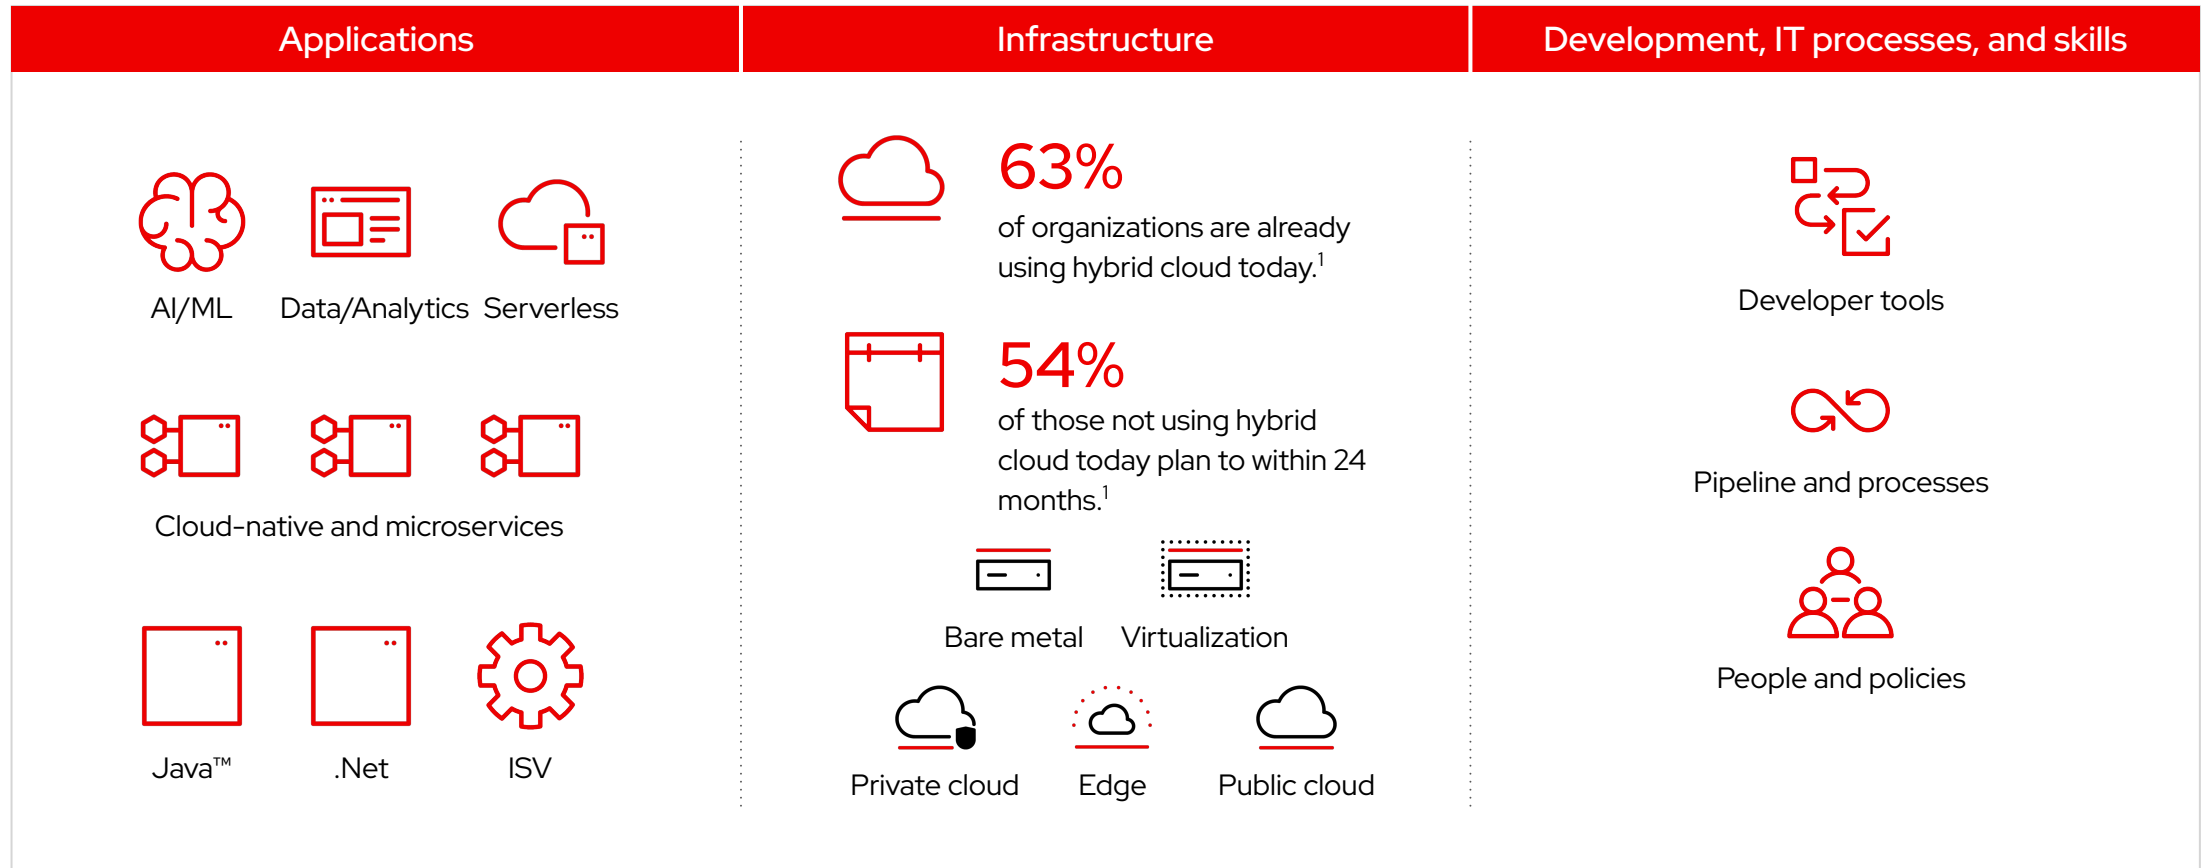 Applications
Infrastructure
Development, IT processes, and skills
AI/ML
Data/Analytics
Serverless
Cloud-native and microservices
Java™
.Net
ISV
63%
of organizations are already
using hybrid cloud today.¹
54%
of those not using hybrid
cloud today plan to within 24
months.¹
Bare metal
Virtualization
Private cloud
Edge
Public cloud
Developer tools
Pipeline and processes
People and policies